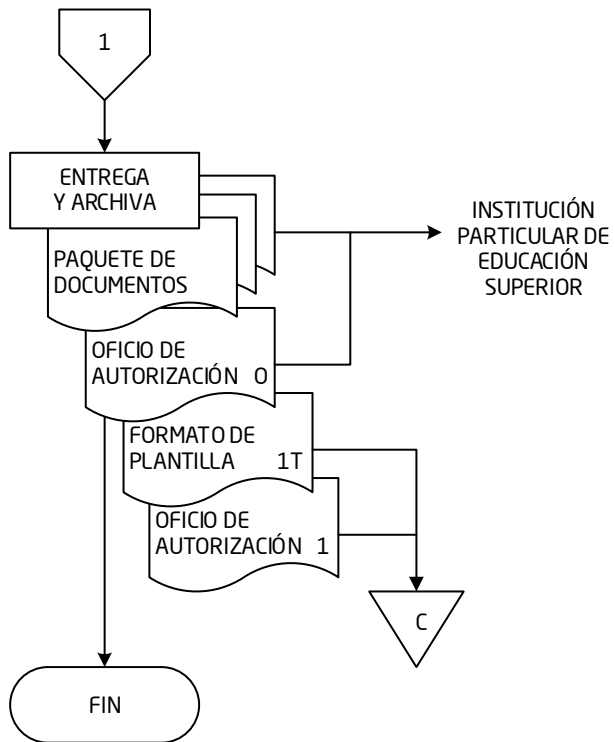 1
ENTREGA
Y ARCHIVA
PAQUETE DE
DOCUMENTOS
INSTITUCIÓN
PARTICULAR DE
EDUCACIÓN
SUPERIOR
OFICIO DE
AUTORIZACIÓN O
FORMATO DE
PLANTILLA 1T
OFICIO DE
AUTORIZACIÓN 1
C
FIN